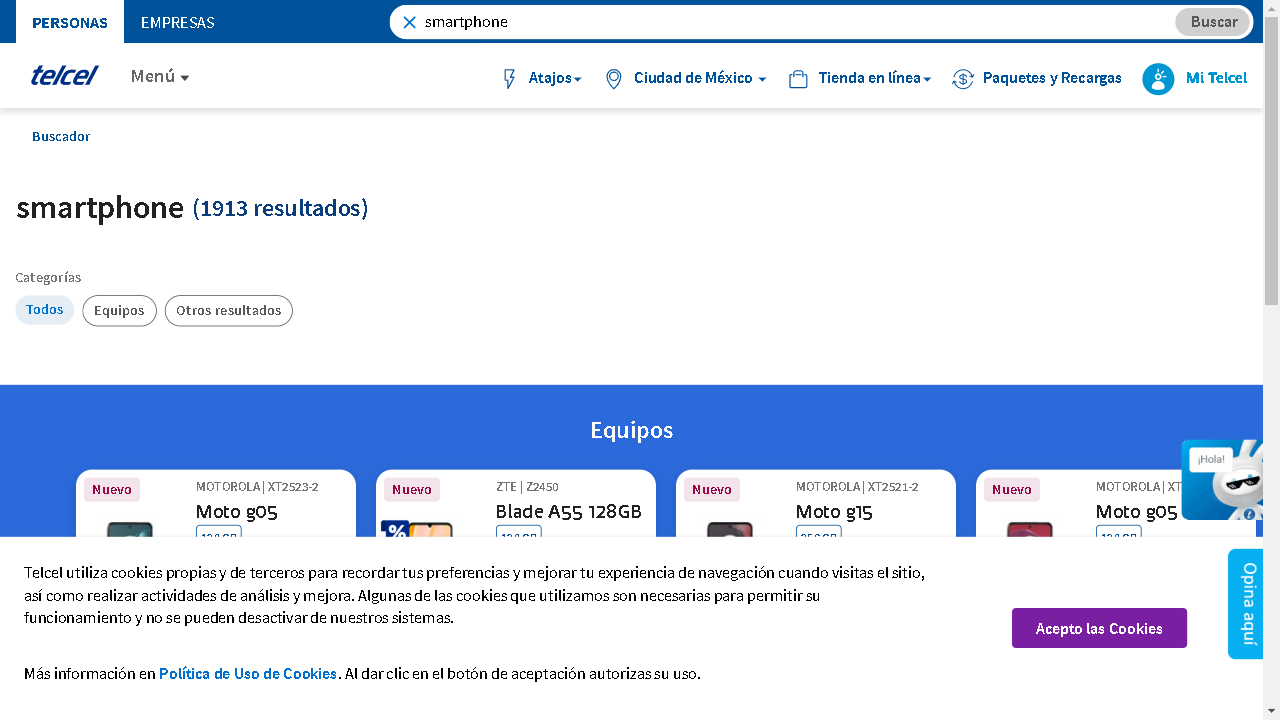 PERSONAS
EMPRESAS
smartphone
Buscar
telcel
Menú
Atajos
Ciudad de México
Tienda en línea
Paquetes y Recargas
Mi Telcel
Buscador
smartphone (1913 resultados)
Categorías
Todos
Equipos
Otros resultados
Equipos
Nuevo
MOTOROLA | XT2523-2
Moto g05
Nuevo
ZTE | Z2450
Blade A55 128GB
%
Nuevo
MOTOROLA | XT2521-2
Moto g15
Nuevo
MOTOROLA | XT
Moto g05
¡Hola!
Opina aquí
Telcel utiliza cookies propias y de terceros para recordar tus preferencias y mejorar tu experiencia de navegación cuando visitas el sitio,
así como realizar actividades de análisis y mejora. Algunas de las cookies que utilizamos son necesarias para permitir su
funcionamiento y no se pueden desactivar de nuestros sistemas.
Acepto las Cookies
Más información en Política de Uso de Cookies. Al dar clic en el botón de aceptación autorizas su uso.